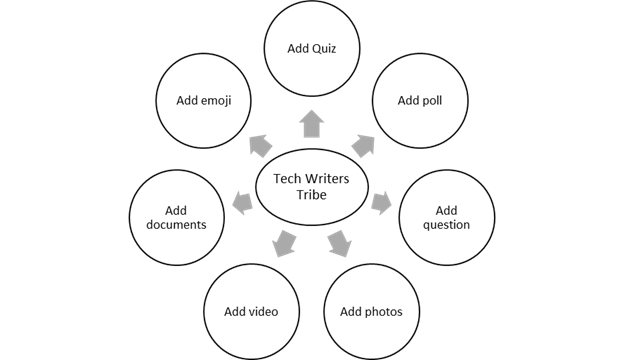 Add Quiz
Add emoji
Add poll
Tech Writers
Tribe
Add
documents
Add
question
Add video
Add photos